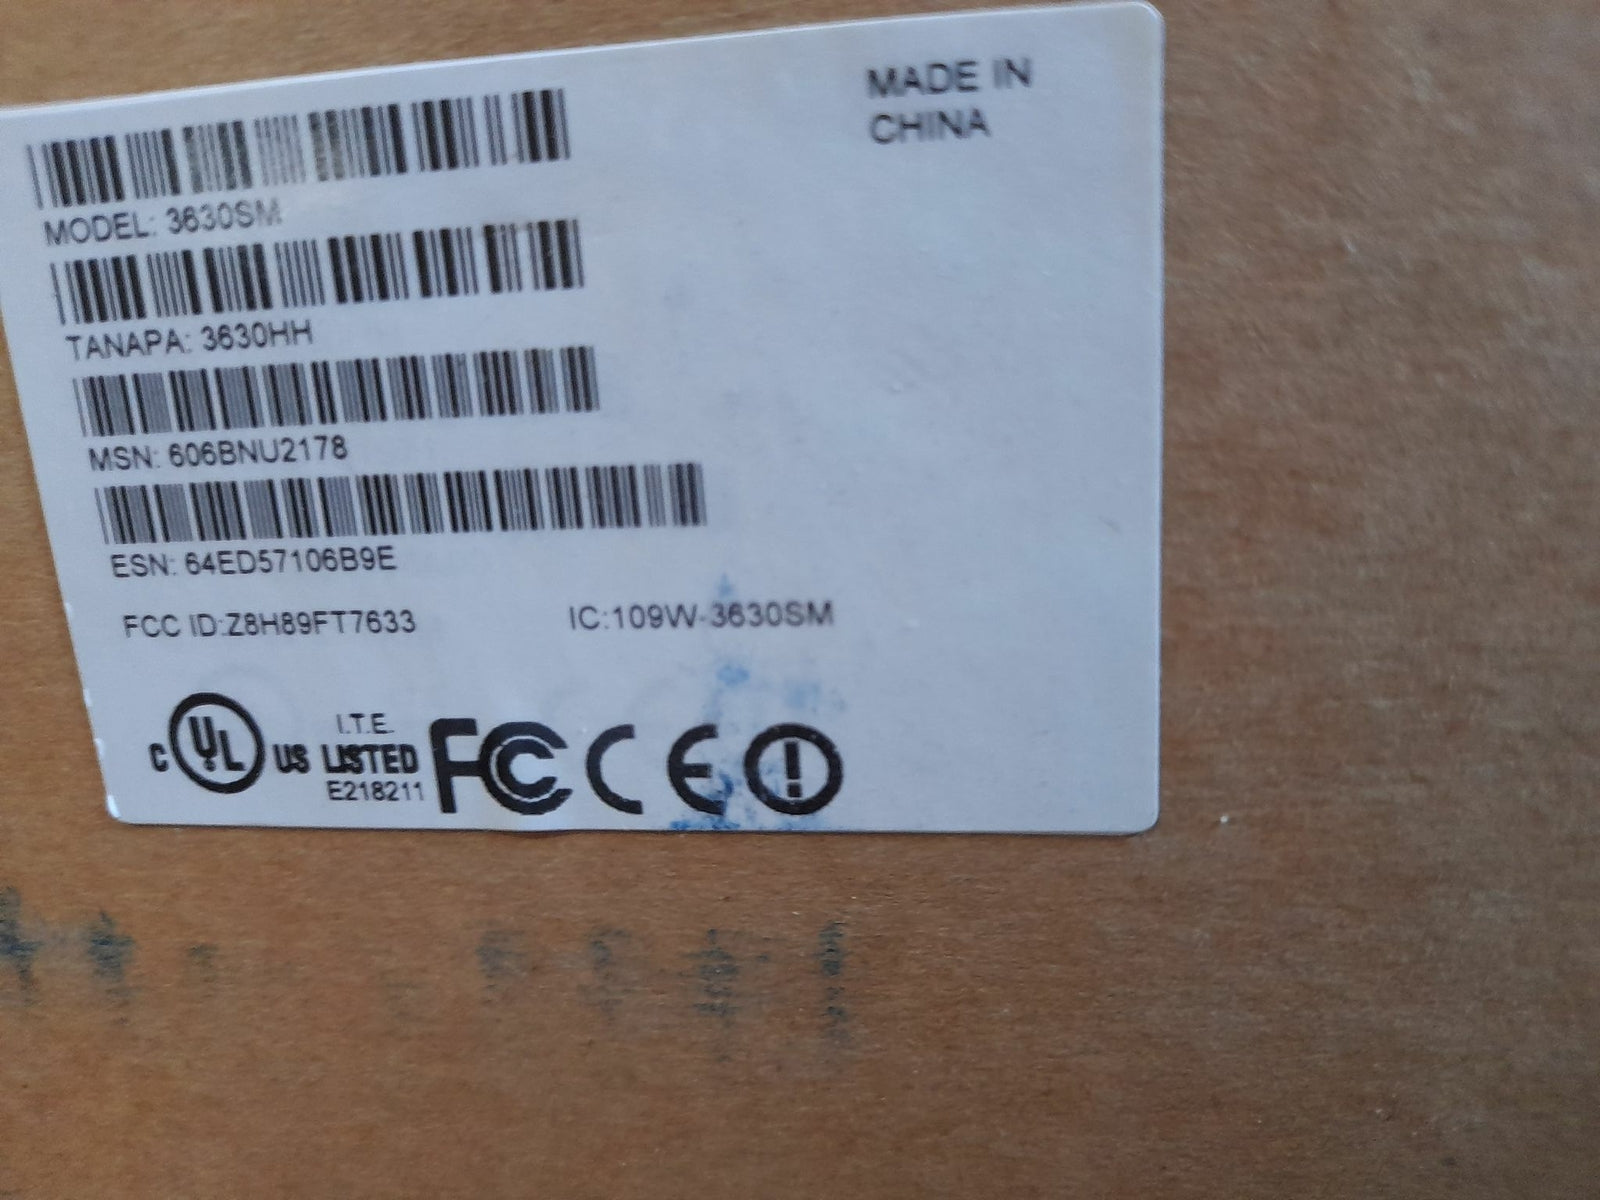 MADE IN
CHINA
MODEL: 3630SM
TANAPA: 3630HH
MSN: 606BNU2178
ESN: 64ED57106B9E
FCC ID:Z8H89FT7633 IC:109W-3630SM
C UL US I.T.E.
LISTED
E218211
FC CE !